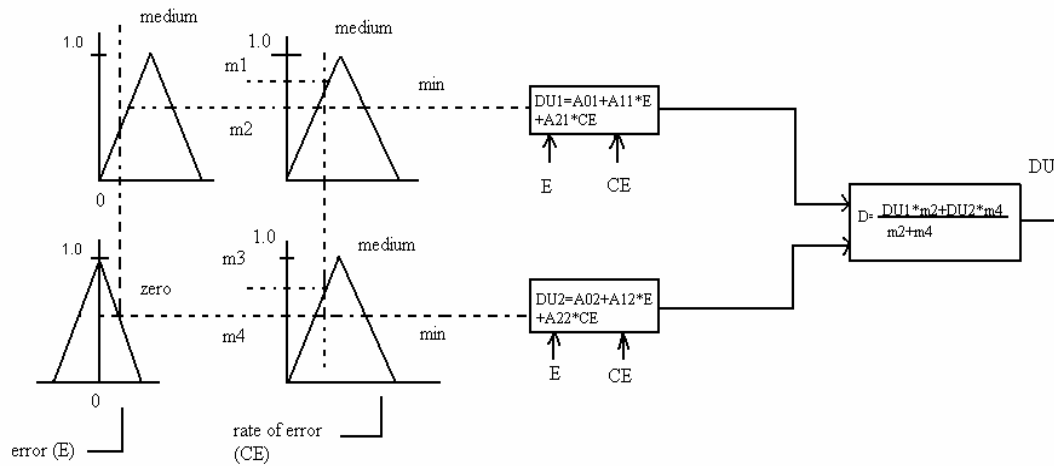 medium
1.0
0
medium
1.0
m1
m2
min
DU1=A01+A11*E
+A21*CE
E
CE
DU
D= DU1*m2+DU2*m4
m2+m4
1.0
zero
0
1.0
medium
m3
m4
min
DU2=A02+A12*E
+A22*CE
E
CE
error (E)
rate of error
(CE)